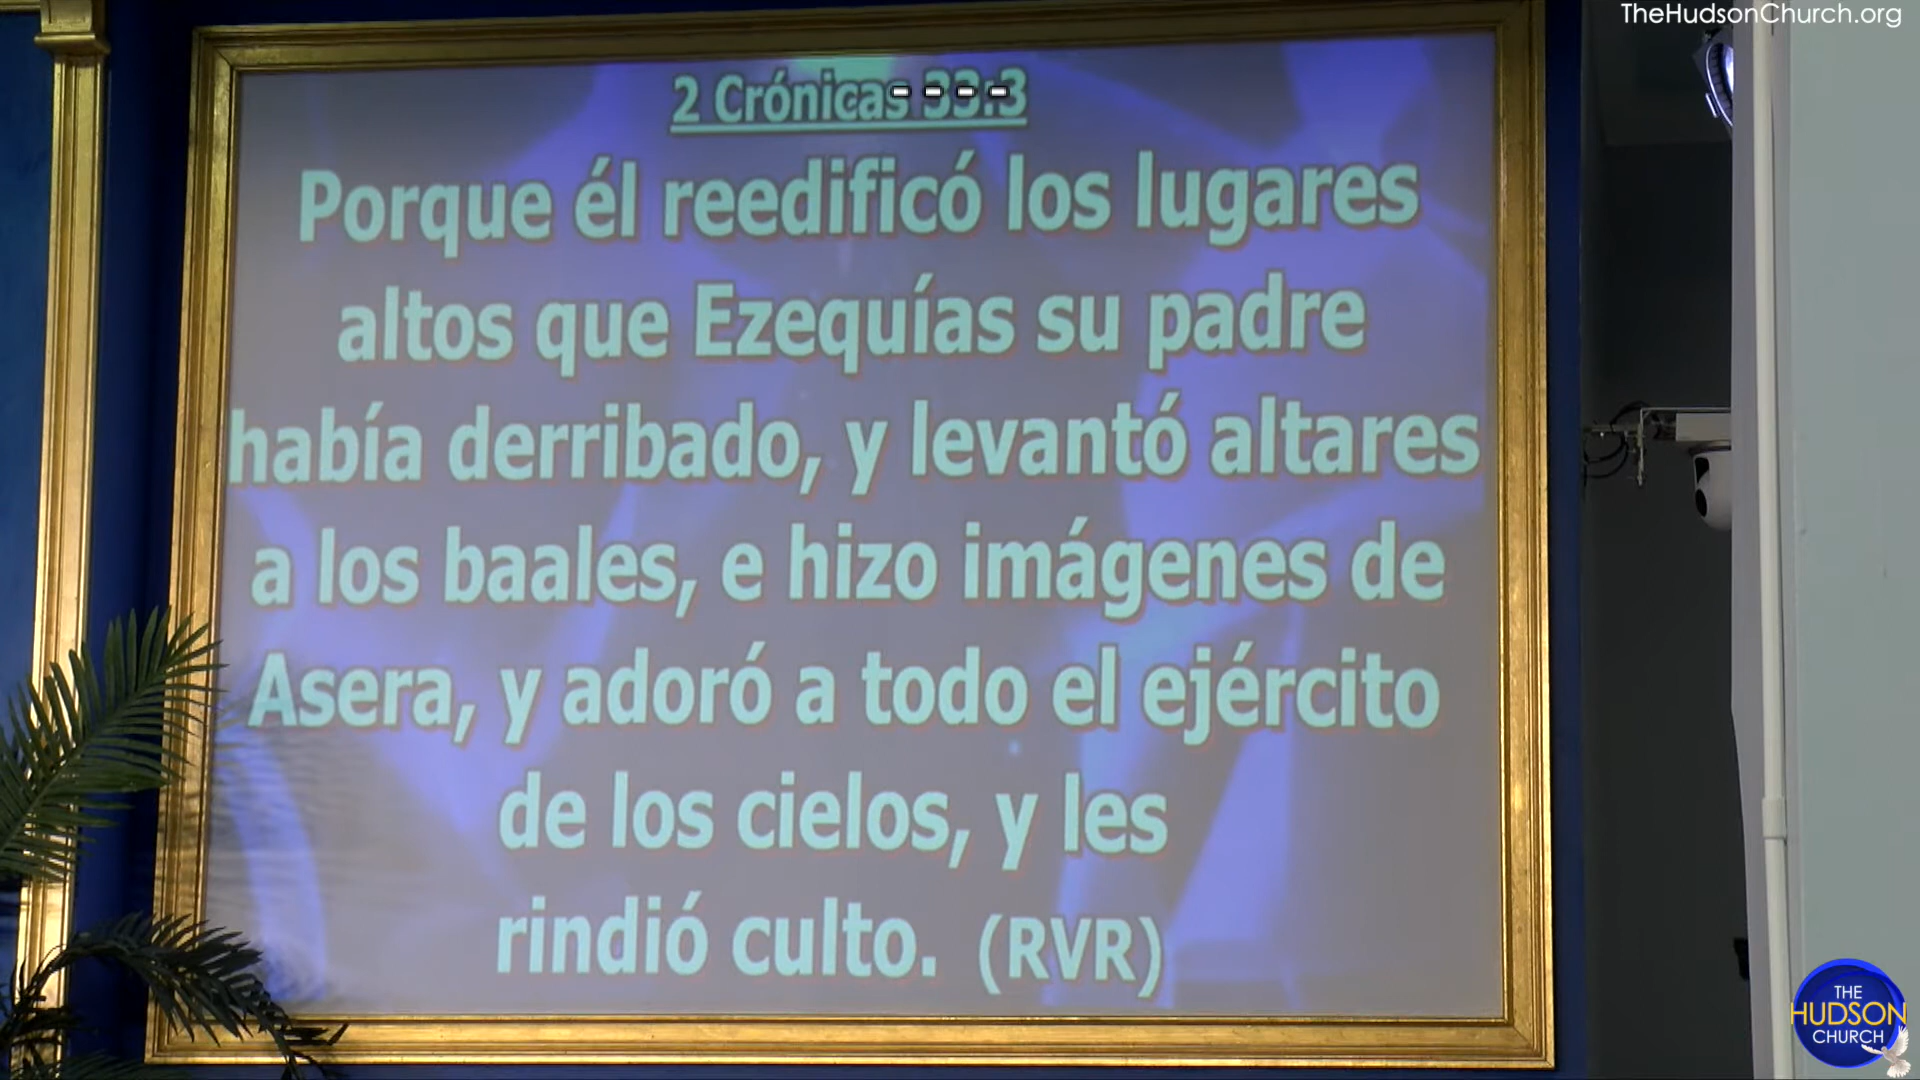 TheHudsonChurch.org
2 Crónicas 33:3
Porque él reedificó los lugares
altos que Ezequías su padre
había derribado, y levantó altares
a los baales, e hizo imágenes de
Asera, y adoró a todo el ejército
de los cielos, y les
rindió culto. (RVR)
THE
HUDSON
CHURCH